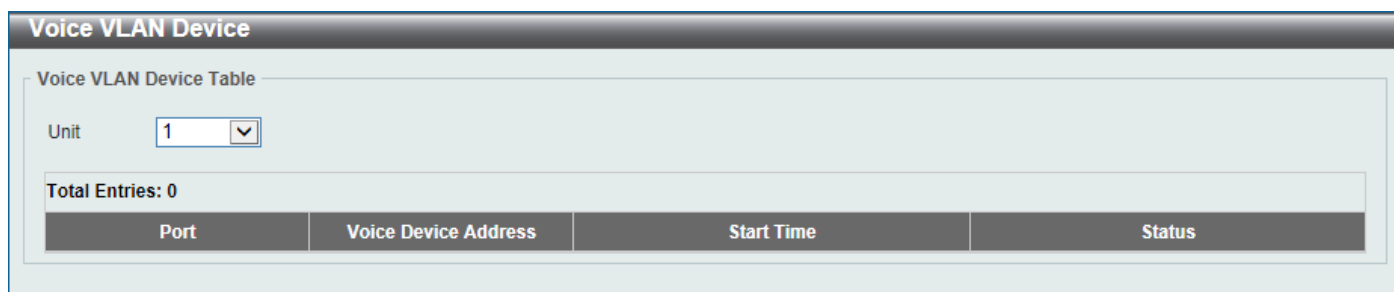 Voice VLAN Device
Voice VLAN Device Table
Unit 1
Total Entries: 0
Port Voice Device Address Start Time Status